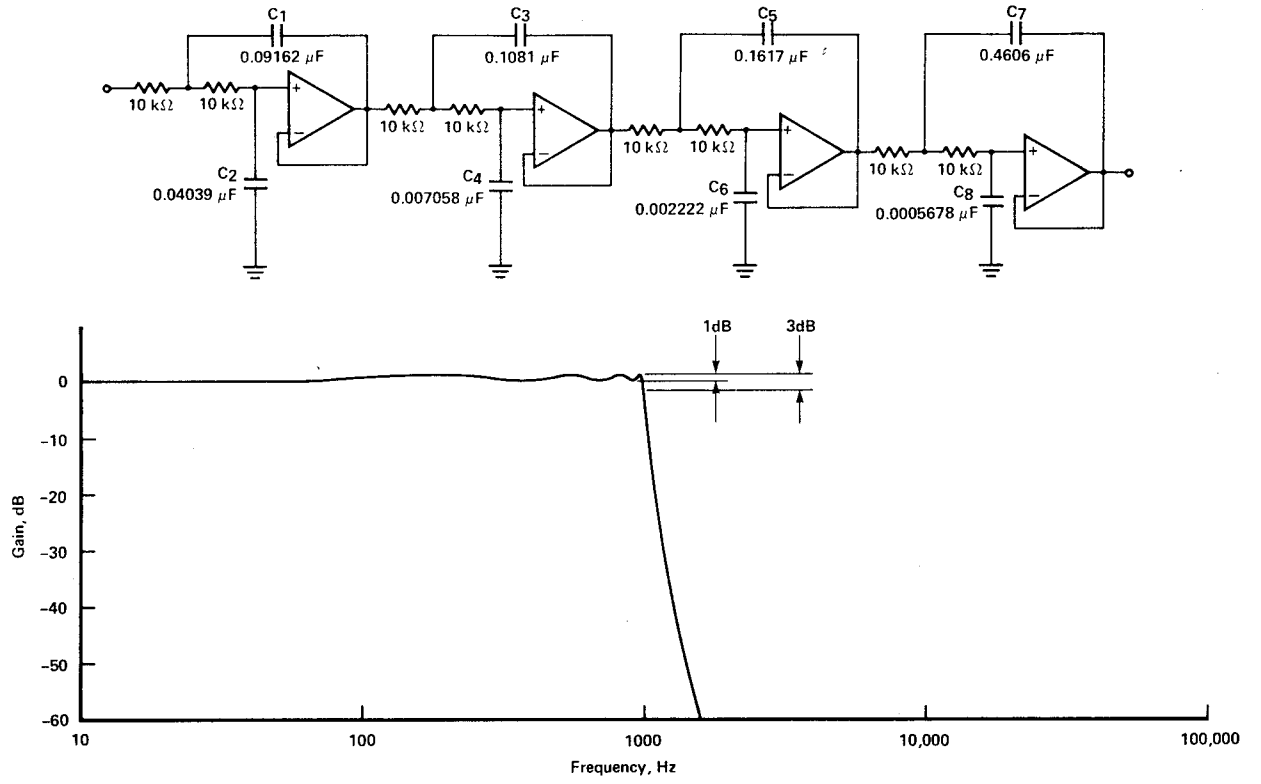 C1
0.09162 µF
10 kΩ
10 kΩ
+
−
C2
0.04039 µF
C3
0.1081 µF
10 kΩ
10 kΩ
+
−
C4
0.007058 µF
C5
0.1617 µF
10 kΩ
10 kΩ
+
−
C6
0.002222 µF
C7
0.4606 µF
10 kΩ
10 kΩ
+
−
C8
0.0005678 µF
1dB
3dB
Gain, dB
0
−10
−20
−30
−40
−50
−60
10
100
1000
10,000
100,000
Frequency, Hz